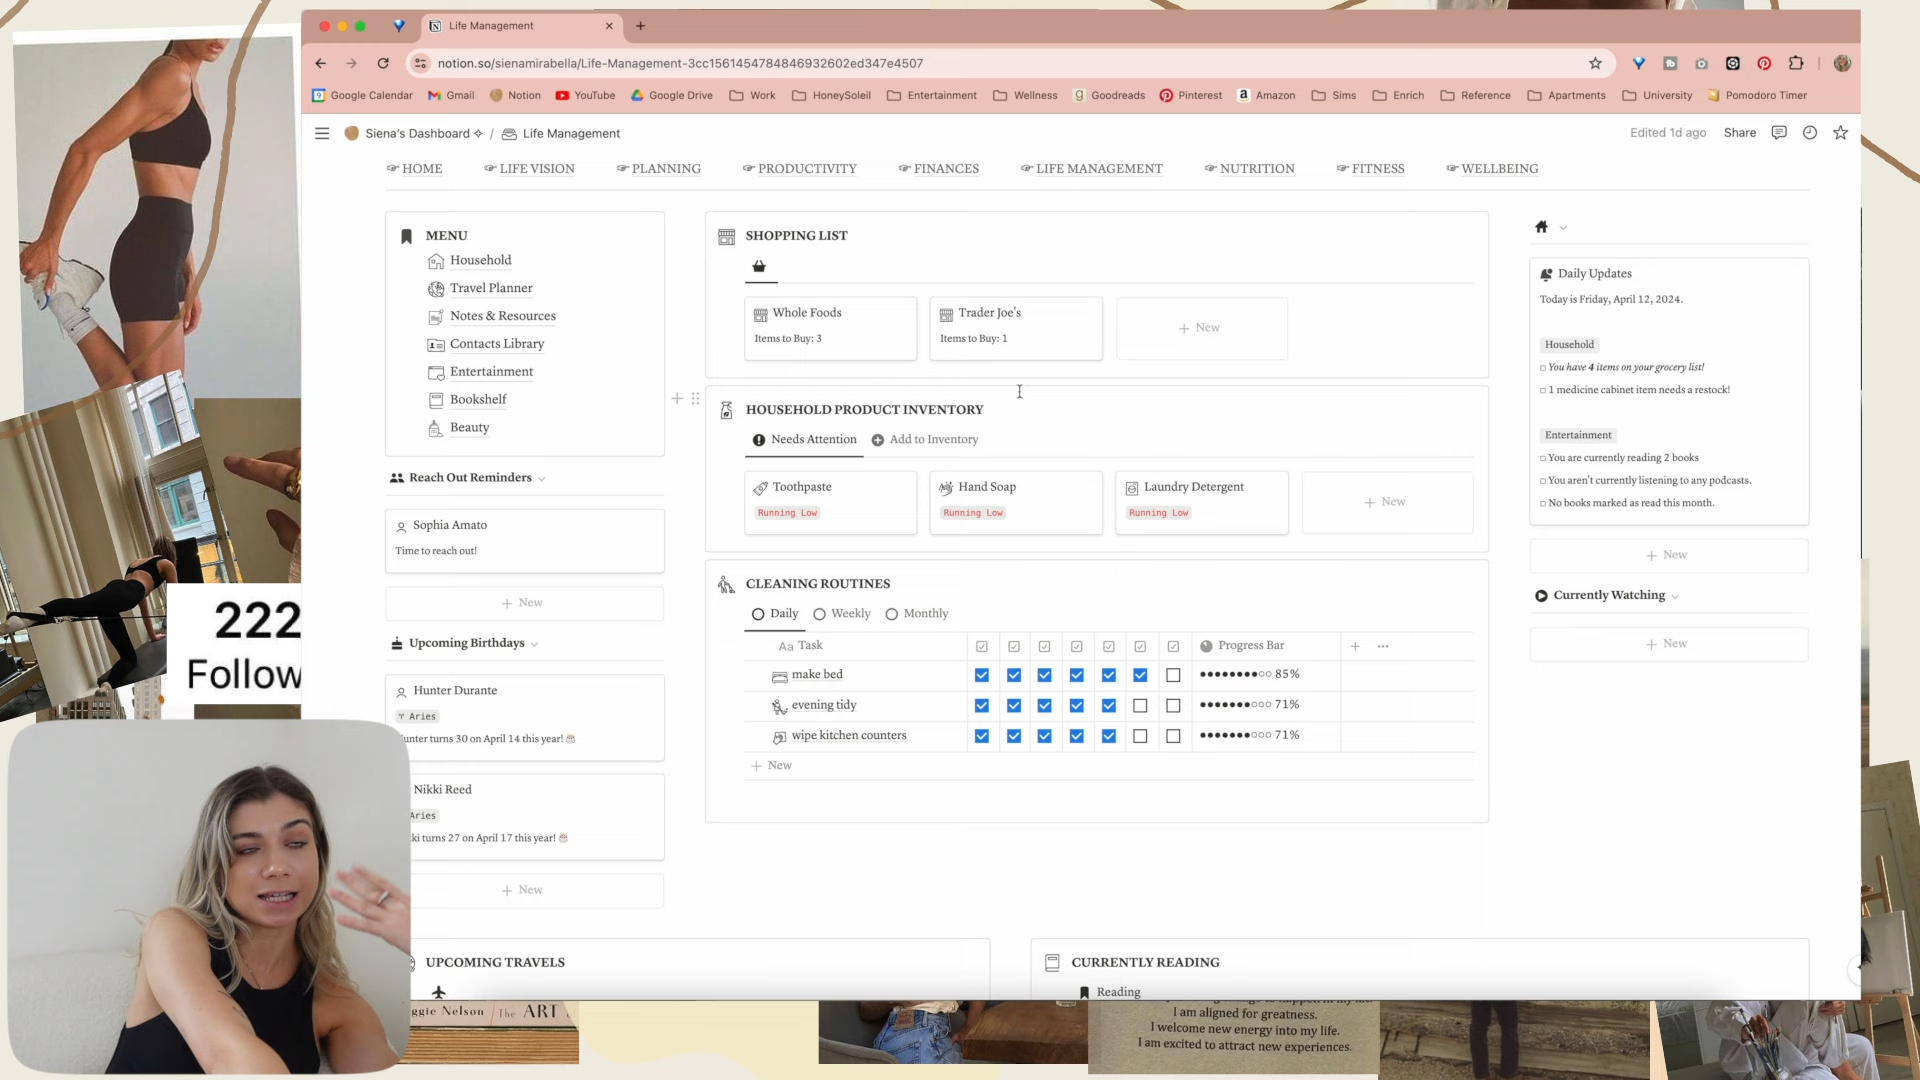 Life Management
notion.so/sienamirabella/Life-Management-3cc1561454784846932602ed347e4507
Google Calendar Gmail Notion YouTube Google Drive Work HoneySoleil Entertainment Wellness Goodreads Pinterest Amazon Sims Enrich Reference Apartments University Pomodoro Timer
Siena's Dashboard ✧ / Life Management
Edited 1d ago Share
☞ HOME ☞ LIFE VISION ☞ PLANNING ☞ PRODUCTIVITY ☞ FINANCES ☞ LIFE MANAGEMENT ☞ NUTRITION ☞ FITNESS ☞ WELLBEING
MENU
Household
Travel Planner
Notes & Resources
Contacts Library
Entertainment
Bookshelf
Beauty
Reach Out Reminders
Sophia Amato
Time to reach out!
+ New
Upcoming Birthdays
Hunter Durante
♈ Aries
unter turns 30 on April 14 this year!
Nikki Reed
Aries
ki turns 27 on April 17 this year!
+ New
SHOPPING LIST
Whole Foods
Items to Buy: 3
Trader Joe's
Items to Buy: 1
+ New
HOUSEHOLD PRODUCT INVENTORY
Needs Attention Add to Inventory
Toothpaste
Running Low
Hand Soap
Running Low
Laundry Detergent
Running Low
+ New
CLEANING ROUTINES
Daily Weekly Monthly
Aa Task Progress Bar
make bed 85%
evening tidy 71%
wipe kitchen counters 71%
+ New
Daily Updates
Today is Friday, April 12, 2024.
Household
□ You have 4 items on your grocery list!
□ 1 medicine cabinet item needs a restock!
Entertainment
□ You are currently reading 2 books
□ You aren't currently listening to any podcasts.
□ No books marked as read this month.
+ New
Currently Watching
+ New
UPCOMING TRAVELS
CURRENTLY READING
Reading
222
Follow
ggie Nelson / The ART
I am aligned for greatness.
I welcome new energy into my life.
I am excited to attract new experiences.